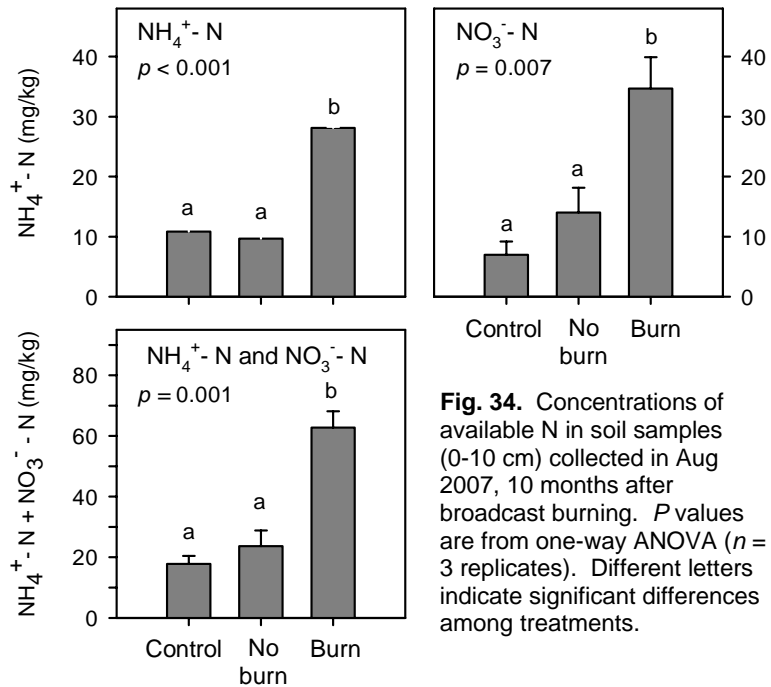 NH₄⁺- N
p < 0.001
NH₄⁺- N (mg/kg)
40
30
20
10
0
a
a
b
NO₃⁻- N
p = 0.007
a
a
b
40
30
20
10
0
Control
No
burn
Burn
NH₄⁺- N and NO₃⁻- N
p = 0.001
NH₄⁺- N + NO₃⁻ - N (mg/kg)
80
60
40
20
0
a
a
b
Control
No
burn
Burn
Fig. 34. Concentrations of
available N in soil samples
(0-10 cm) collected in Aug
2007, 10 months after
broadcast burning. P values
are from one-way ANOVA (n =
3 replicates). Different letters
indicate significant differences
among treatments.